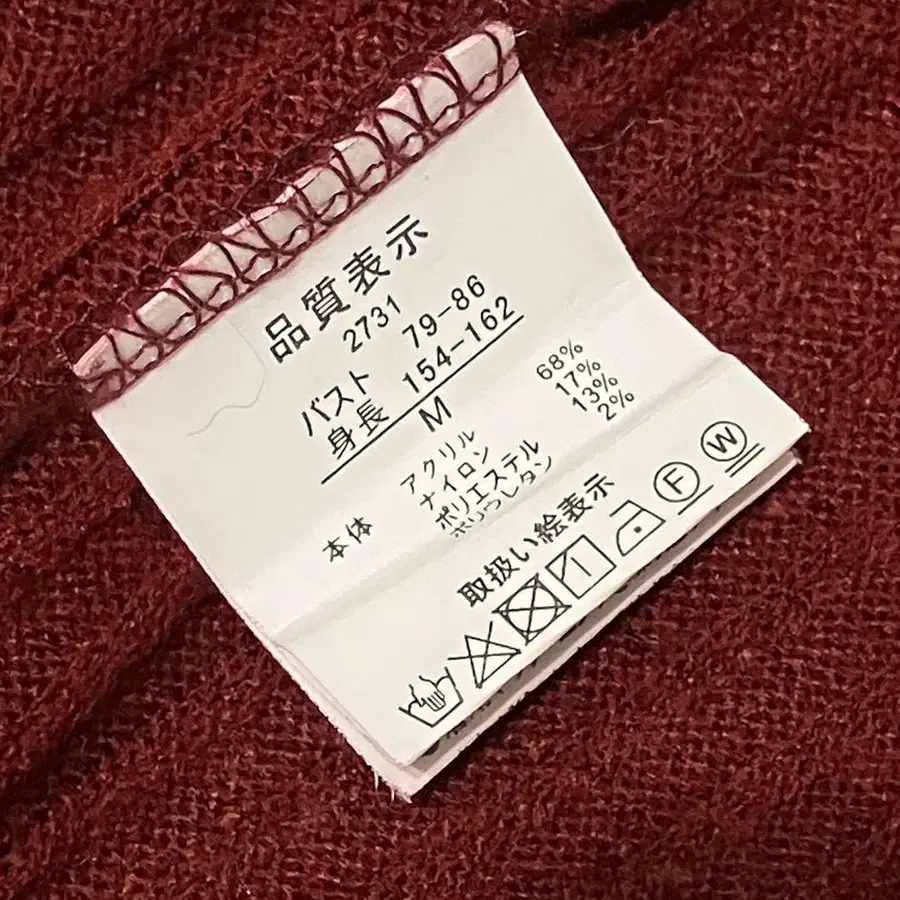 品質表示
2731
バスト 79-86
身長 154-162
M
本体 アクリル 68%
ナイロン 17%
ポリエステル 13%
ポリウレタン 2%
取扱い絵表示
F W